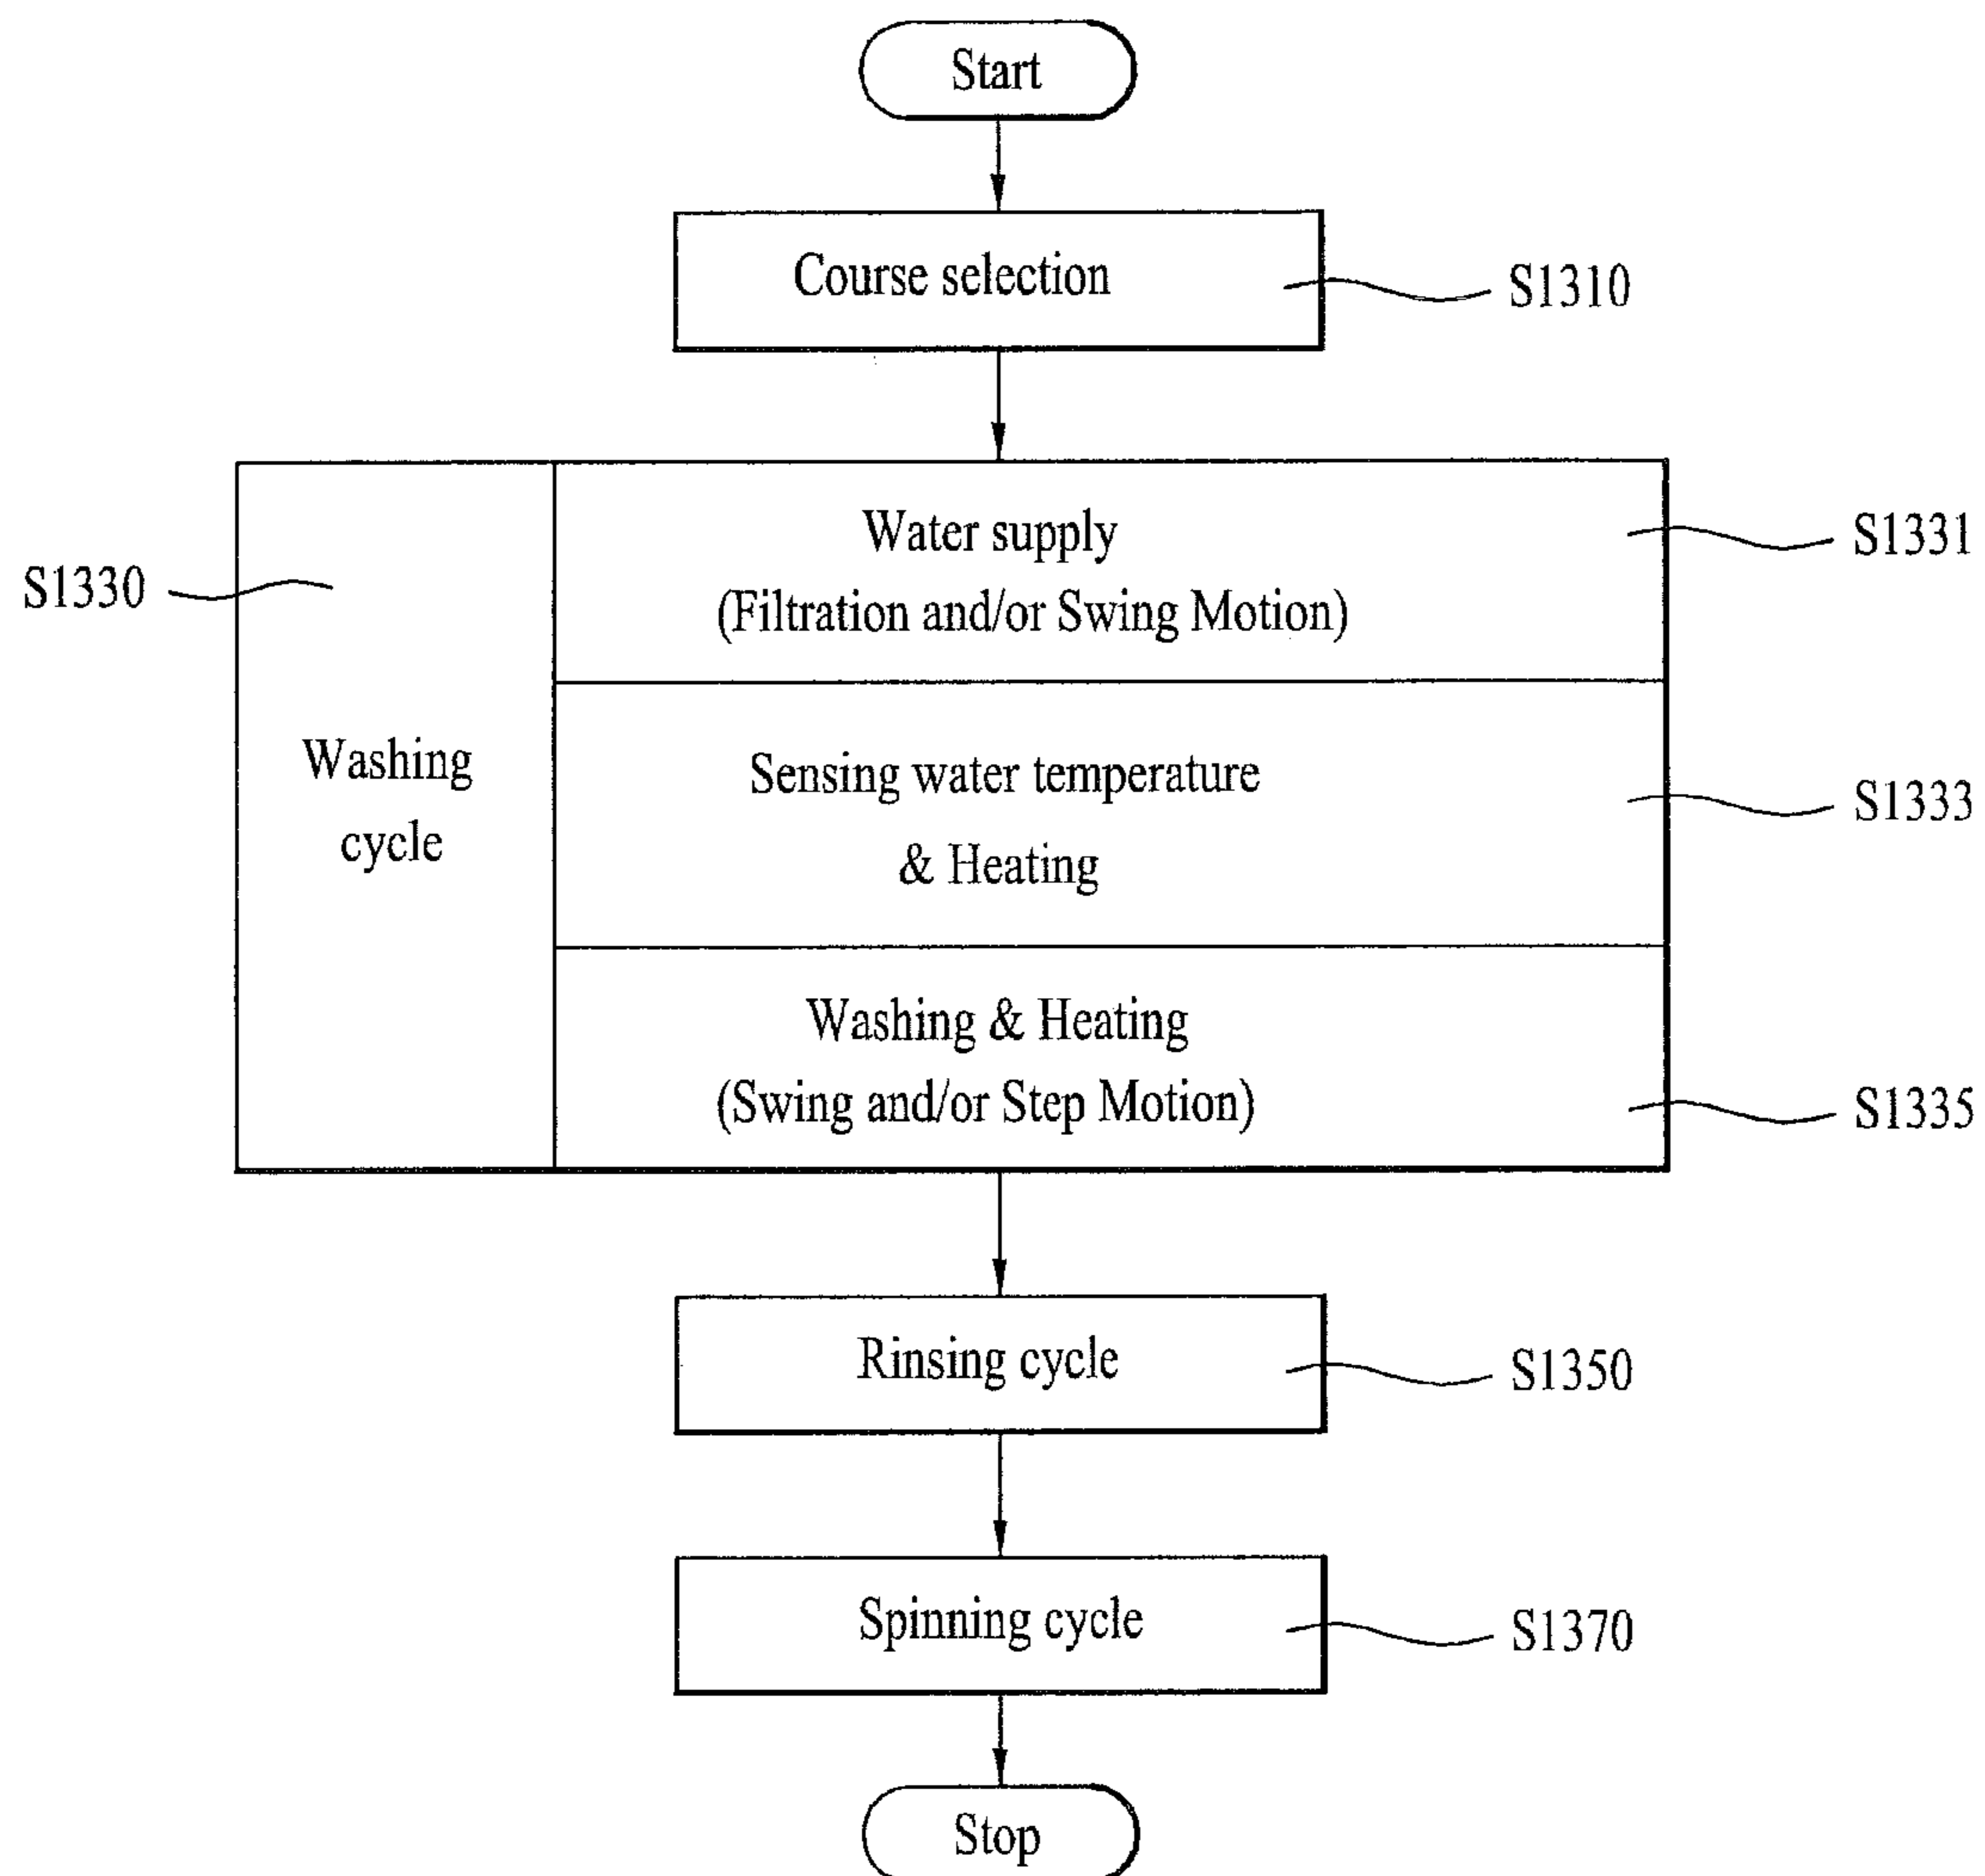 Start
Course selection
S1310
Water supply
S1331
S1330
(Filtration and/or Swing Motion)
Washing
cycle
Sensing water temperature
S1333
& Heating
Washing & Heating
(Swing and/or Step Motion)
S1335
Rinsing cycle
S1350
Spinning cycle
S1370
Stop